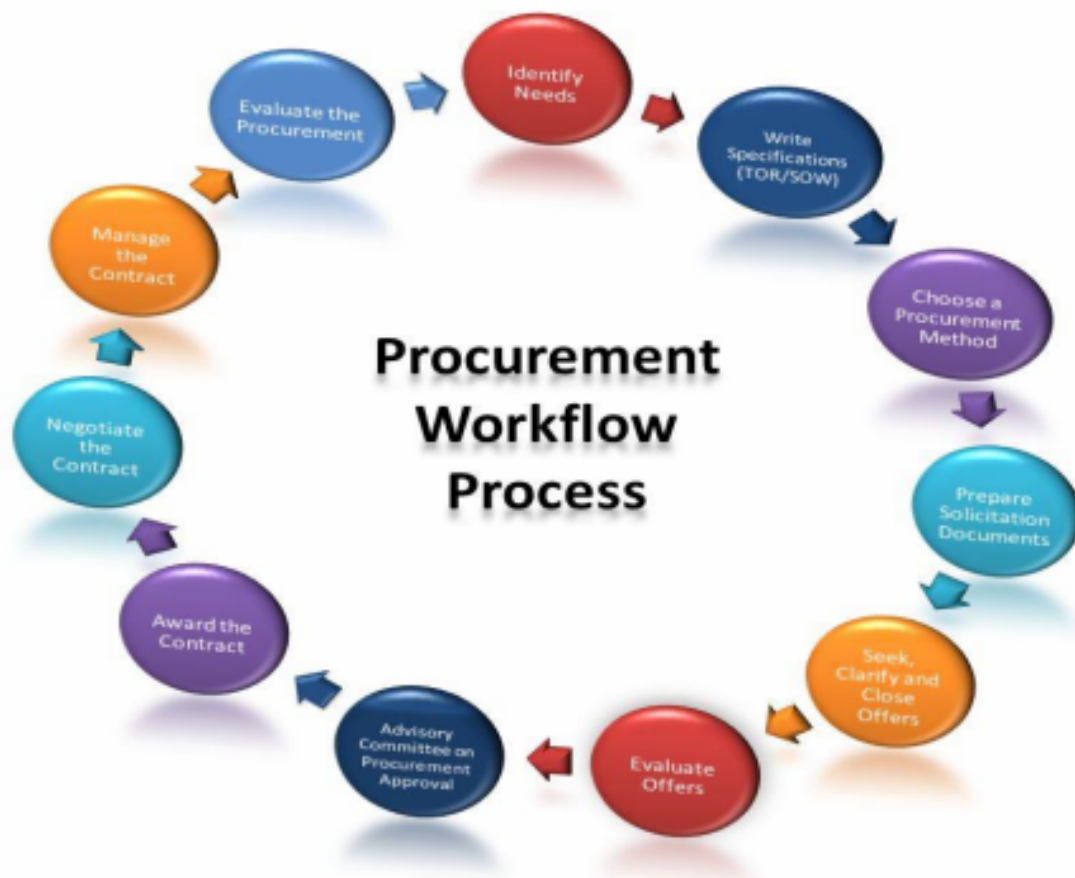 Procurement
Workflow
Process
Identify
Needs
Write
Specifications
(TOR/SOW)
Choose a
Procurement
Method
Prepare
Solicitation
Documents
Seek,
Clarify and
Close
Offers
Evaluate
Offers
Advisory
Committee on
Procurement
Approval
Award the
Contract
Negotiate
the
Contract
Manage
the
Contract
Evaluate the
Procurement